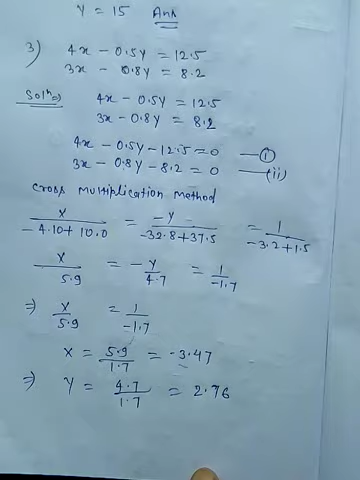 Y = 15 Ans
3) 4x - 0.5y = 12.5
3x - 0.8y = 8.2
Solⁿ⇒ 4x - 0.5y = 12.5
3x - 0.8y = 8.2
4x - 0.5y - 12.5 = 0 —(i)
3x - 0.8y - 8.2 = 0 —(ii)
Cross multiplication method
x/(-4.10+10.0) = -y/(-32.8+37.5) = 1/(-3.2+1.5)
x/5.9 = -y/4.7 = 1/-1.7
⇒ x/5.9 = 1/-1.7
x = 5.9/1.7 = -3.47
⇒ y = 4.7/1.7 = 2.76